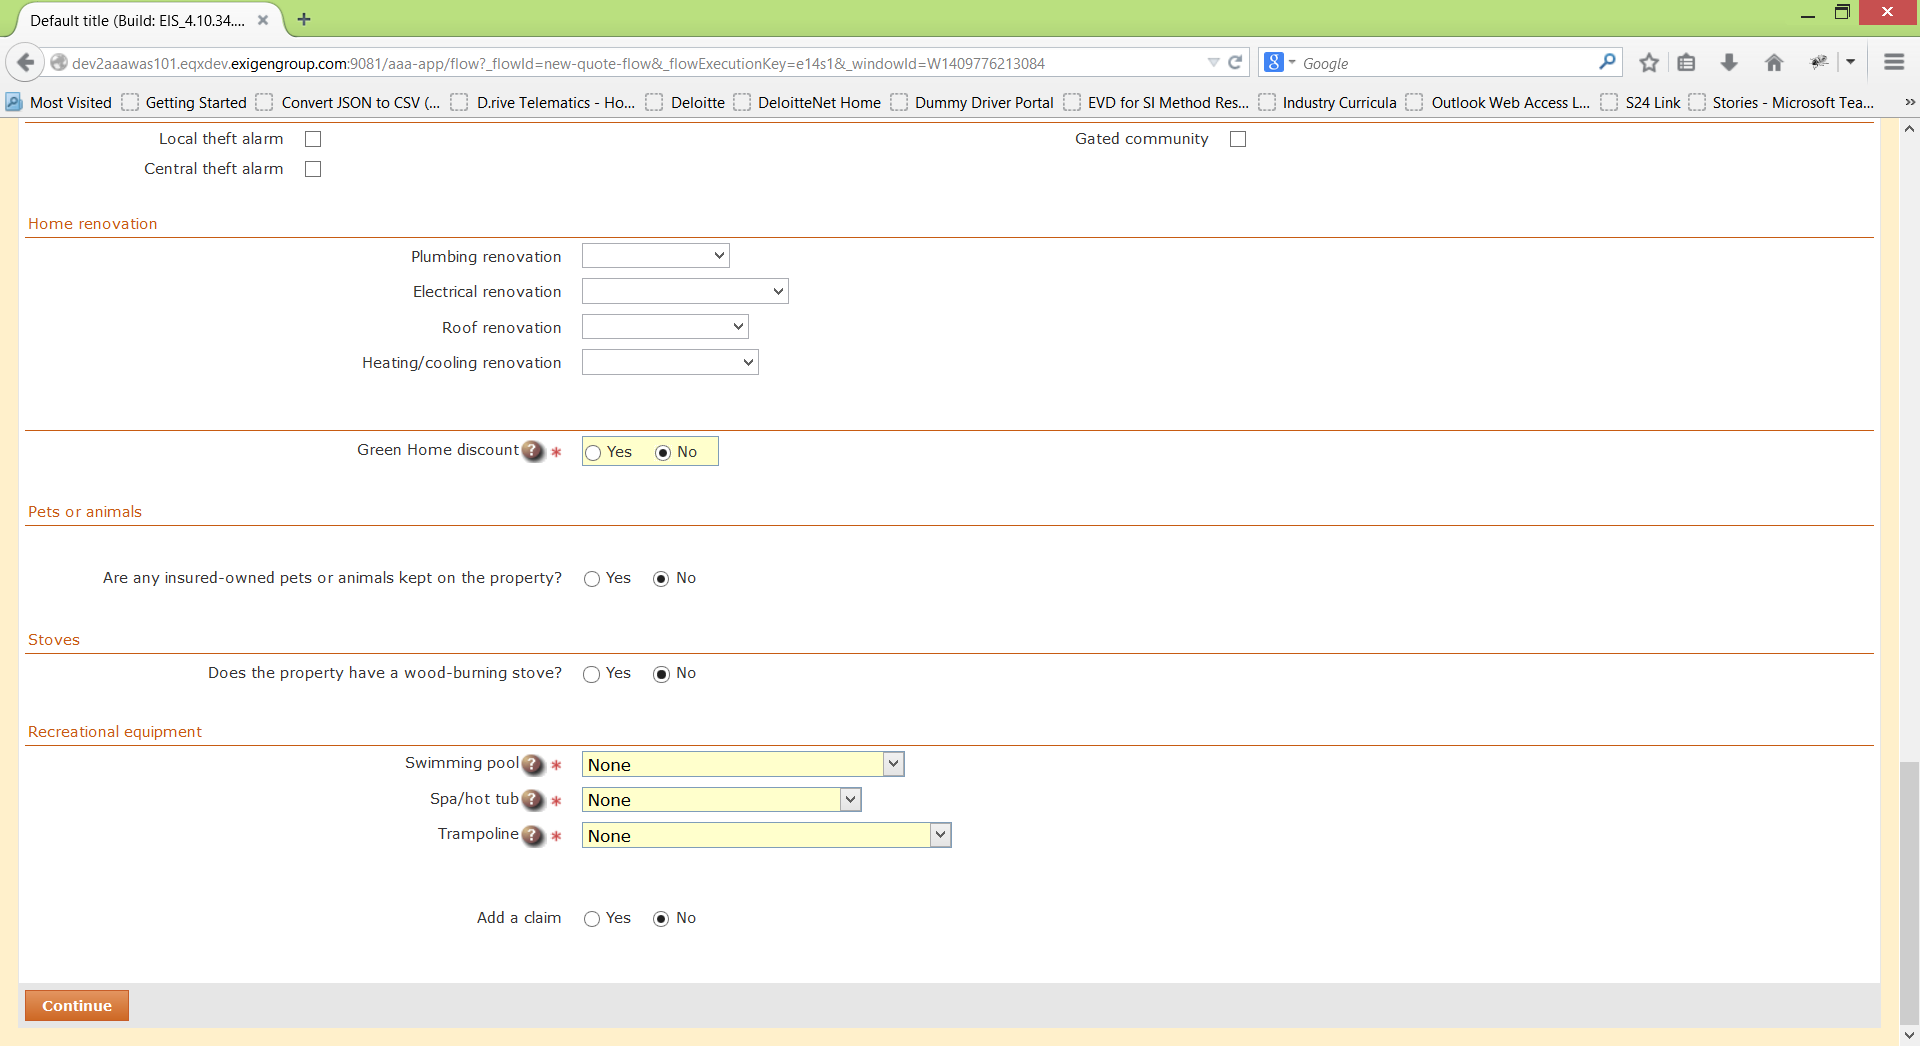 Default title (Build: EIS_4.10.34....
dev2aaawas101.eqxdev.exigengroup.com:9081/aaa-app/flow?_flowId=new-quote-flow&_flowExecutionKey=e14s1&_windowId=W1409776213084
8 Google
Most Visited Getting Started Convert JSON to CSV (... D.rive Telematics - Ho... Deloitte DeloitteNet Home Dummy Driver Portal EVD for SI Method Res... Industry Curricula Outlook Web Access L... S24 Link Stories - Microsoft Tea... »
Local theft alarm Gated community
Central theft alarm
Home renovation
Plumbing renovation
Electrical renovation
Roof renovation
Heating/cooling renovation
Green Home discount ? * Yes No
Pets or animals
Are any insured-owned pets or animals kept on the property? Yes No
Stoves
Does the property have a wood-burning stove? Yes No
Recreational equipment
Swimming pool ? * None
Spa/hot tub ? * None
Trampoline ? * None
Add a claim Yes No
Continue